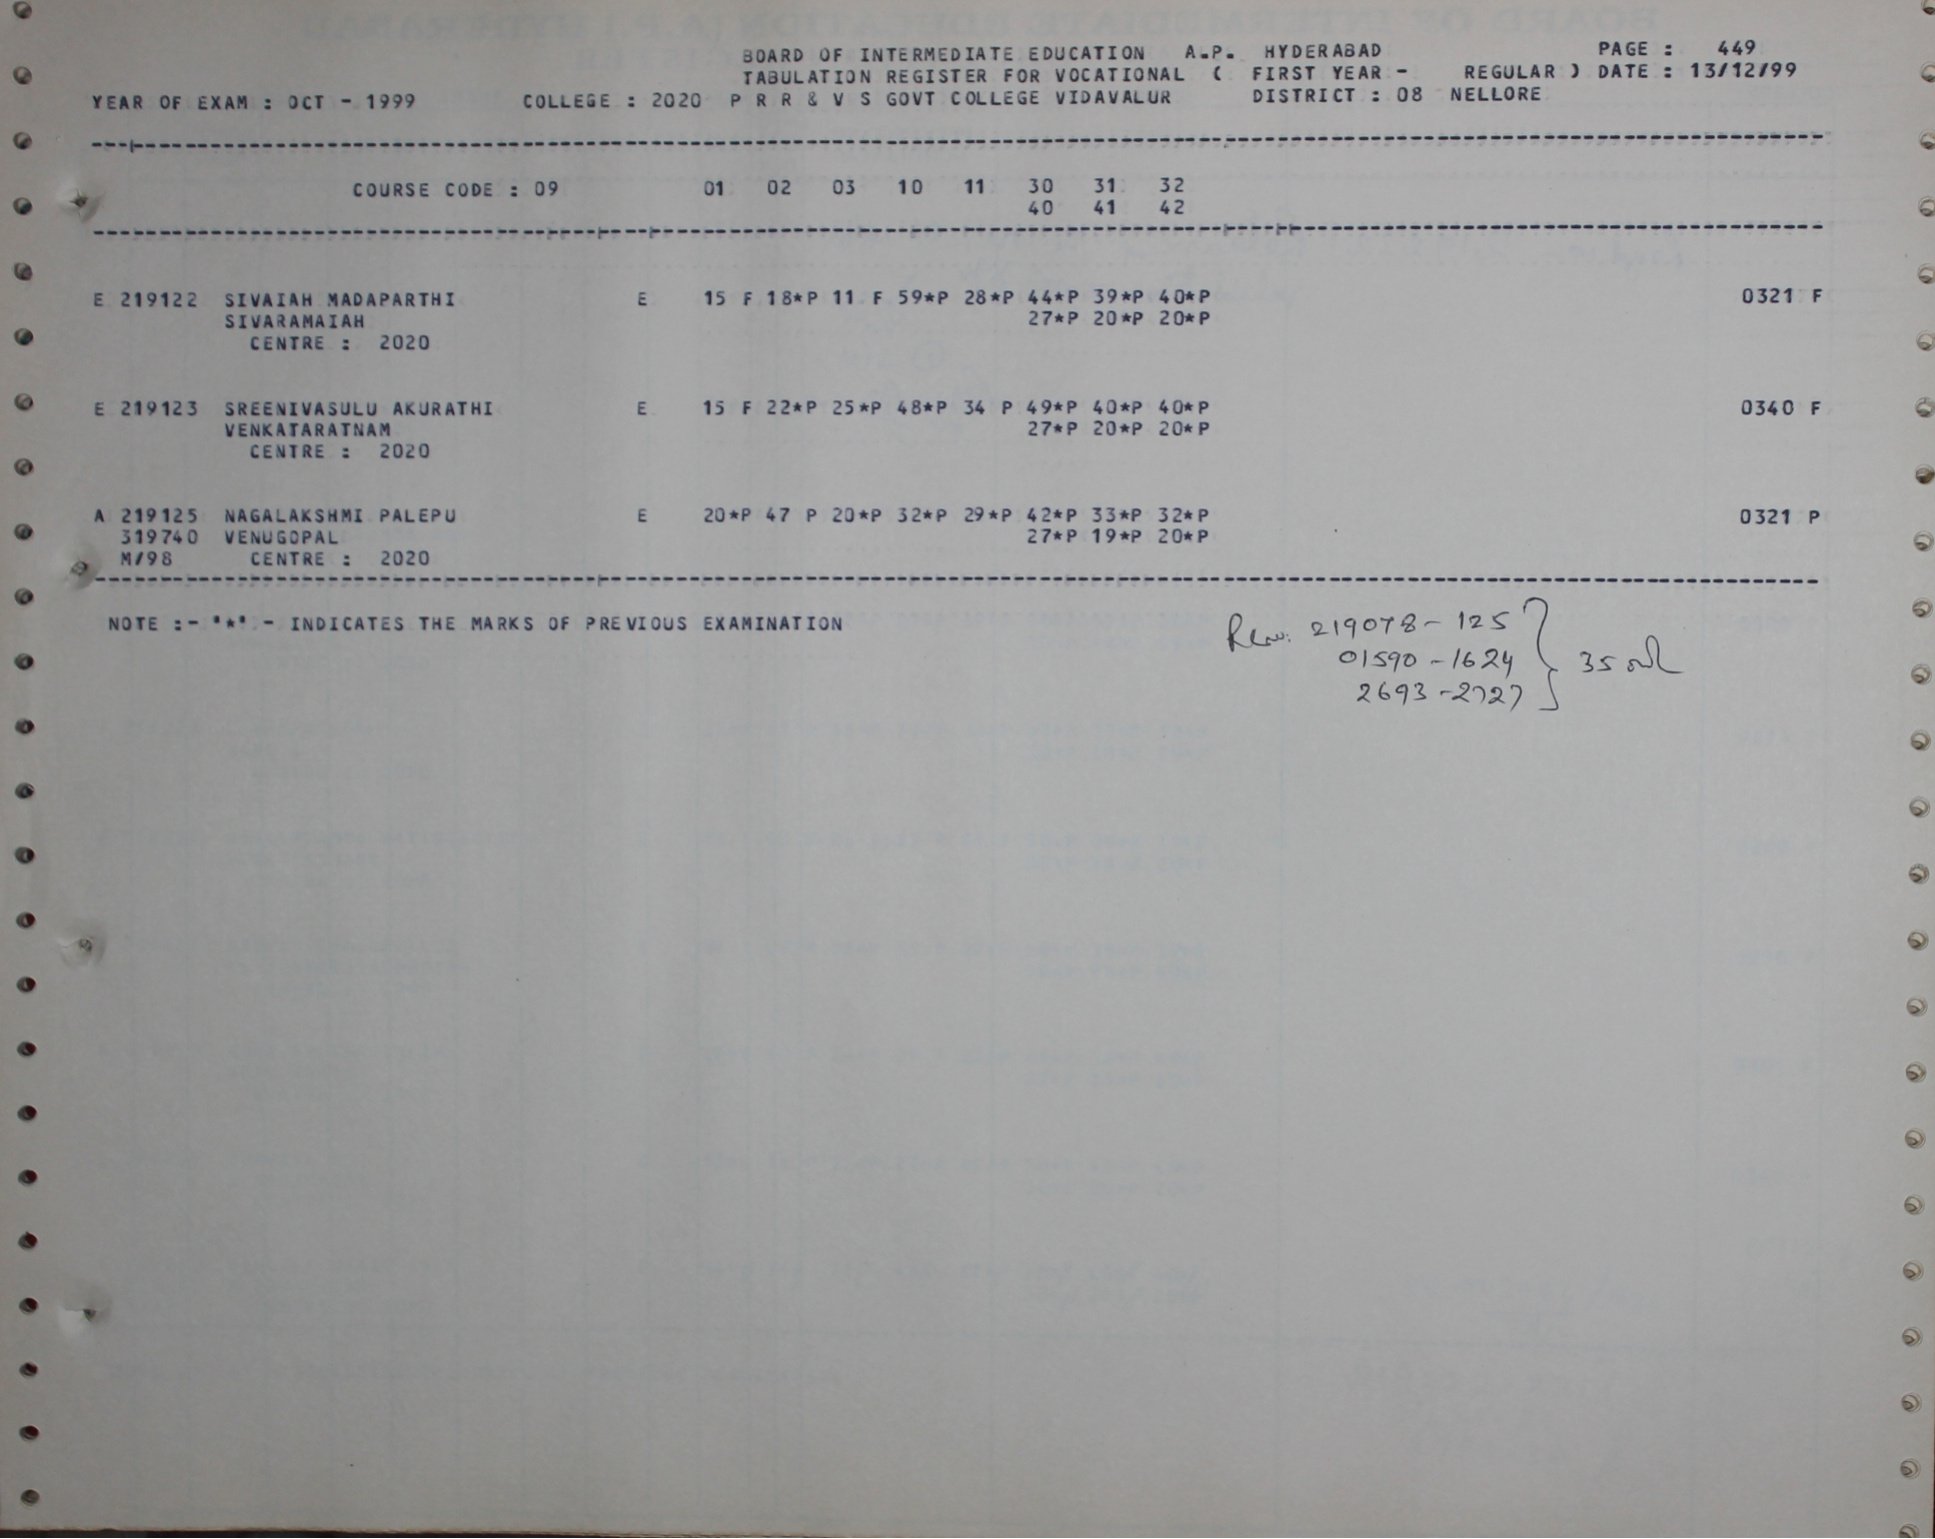 BOARD OF INTERMEDIATE EDUCATION A.P. HYDERABAD PAGE : 449
TABULATION REGISTER FOR VOCATIONAL ( FIRST YEAR - REGULAR ) DATE : 13/12/99
YEAR OF EXAM : OCT - 1999 COLLEGE : 2020 P R R & V S GOVT COLLEGE VIDAVALUR DISTRICT : 08 NELLORE
COURSE CODE : 09 01 02 03 10 11 30 31 32
40 41 42
E 219122 SIVAIAH MADAPARTHI E 15 F 18*P 11 F 59*P 28*P 44*P 39*P 40*P 0321 F
SIVARAMAIAH 27*P 20*P 20*P
CENTRE : 2020
E 219123 SREENIVASULU AKURATHI E 15 F 22*P 25*P 48*P 34 P 49*P 40*P 40*P 0340 F
VENKATARATNAM 27*P 20*P 20*P
CENTRE : 2020
A 219125 NAGALAKSHMI PALEPU E 20*P 47 P 20*P 32*P 29*P 42*P 33*P 32*P 0321 P
319740 VENUGOPAL 27*P 19*P 20*P
M/98 CENTRE : 2020
NOTE :- "*" - INDICATES THE MARKS OF PREVIOUS EXAMINATION
219078 - 125
01590 - 1624 35
2693 - 2727